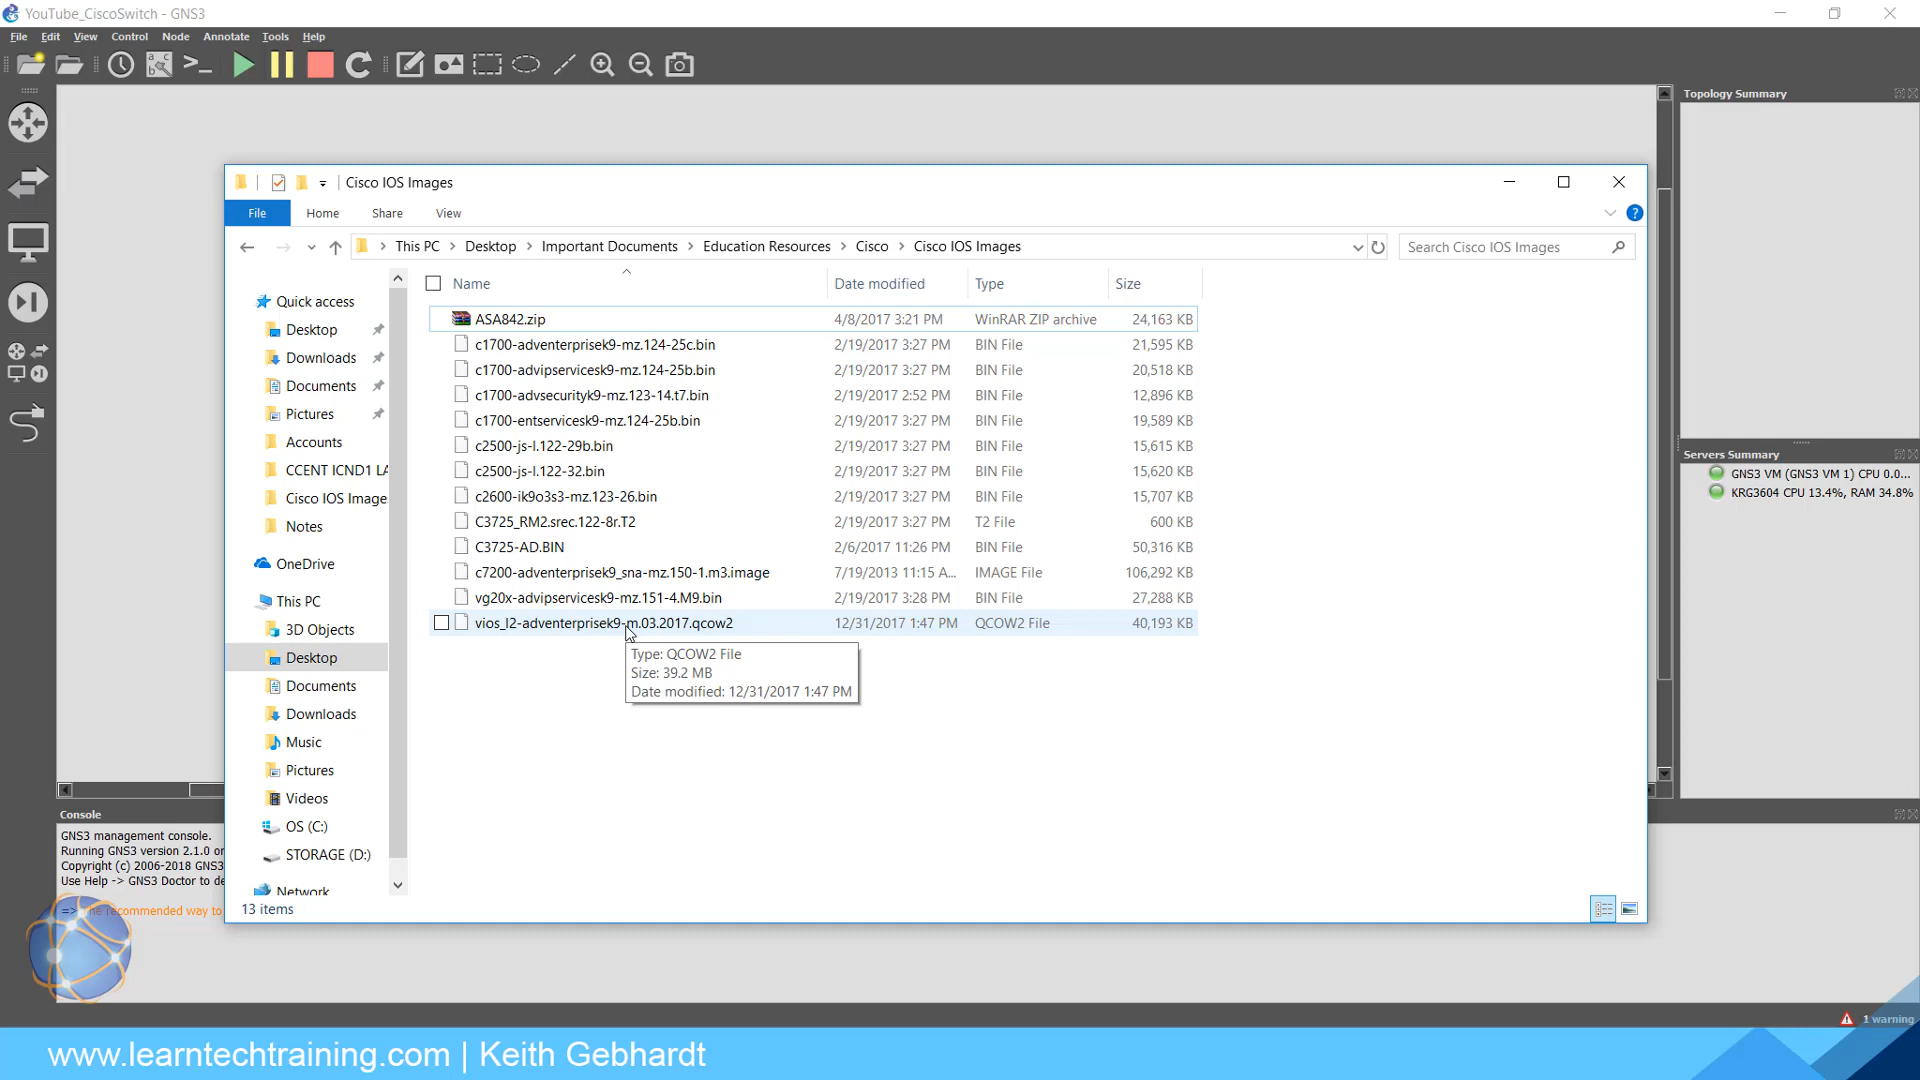 YouTube_CiscoSwitch - GNS3
File Edit View Control Node Annotate Tools Help
Topology Summary
Cisco IOS Images
File Home Share View
This PC > Desktop > Important Documents > Education Resources > Cisco > Cisco IOS Images
Search Cisco IOS Images
Name Date modified Type Size
Quick access
Desktop
Downloads
Documents
Pictures
Accounts
CCENT ICND1 LA
Cisco IOS Image
Notes
OneDrive
This PC
3D Objects
Desktop
Documents
Downloads
Music
Pictures
Videos
OS (C:)
STORAGE (D:)
Network
ASA842.zip 4/8/2017 3:21 PM WinRAR ZIP archive 24,163 KB
c1700-adventerprisek9-mz.124-25c.bin 2/19/2017 3:27 PM BIN File 21,595 KB
c1700-advipservicesk9-mz.124-25b.bin 2/19/2017 3:27 PM BIN File 20,518 KB
c1700-advsecurityk9-mz.123-14.t7.bin 2/19/2017 2:52 PM BIN File 12,896 KB
c1700-entservicesk9-mz.124-25b.bin 2/19/2017 3:27 PM BIN File 19,589 KB
c2500-js-l.122-29b.bin 2/19/2017 3:27 PM BIN File 15,615 KB
c2500-js-l.122-32.bin 2/19/2017 3:27 PM BIN File 15,620 KB
c2600-ik9o3s3-mz.123-26.bin 2/19/2017 3:27 PM BIN File 15,707 KB
C3725_RM2.srec.122-8r.T2 2/19/2017 3:27 PM T2 File 600 KB
C3725-AD.BIN 2/6/2017 11:26 PM BIN File 50,316 KB
c7200-adventerprisek9_sna-mz.150-1.m3.image 7/19/2013 11:15 A... IMAGE File 106,292 KB
vg20x-advipservicesk9-mz.151-4.M9.bin 2/19/2017 3:28 PM BIN File 27,288 KB
vios_l2-adventerprisek9-m.03.2017.qcow2 12/31/2017 1:47 PM QCOW2 File 40,193 KB
Type: QCOW2 File
Size: 39.2 MB
Date modified: 12/31/2017 1:47 PM
13 items
Servers Summary
GNS3 VM (GNS3 VM 1) CPU 0.0...
KRG3604 CPU 13.4%, RAM 34.8%
Console
GNS3 management console.
Running GNS3 version 2.1.0 on
Copyright (c) 2006-2018 GNS3
Use Help -> GNS3 Doctor to de
=> The recommended way to
1 warning
www.learntechtraining.com | Keith Gebhardt